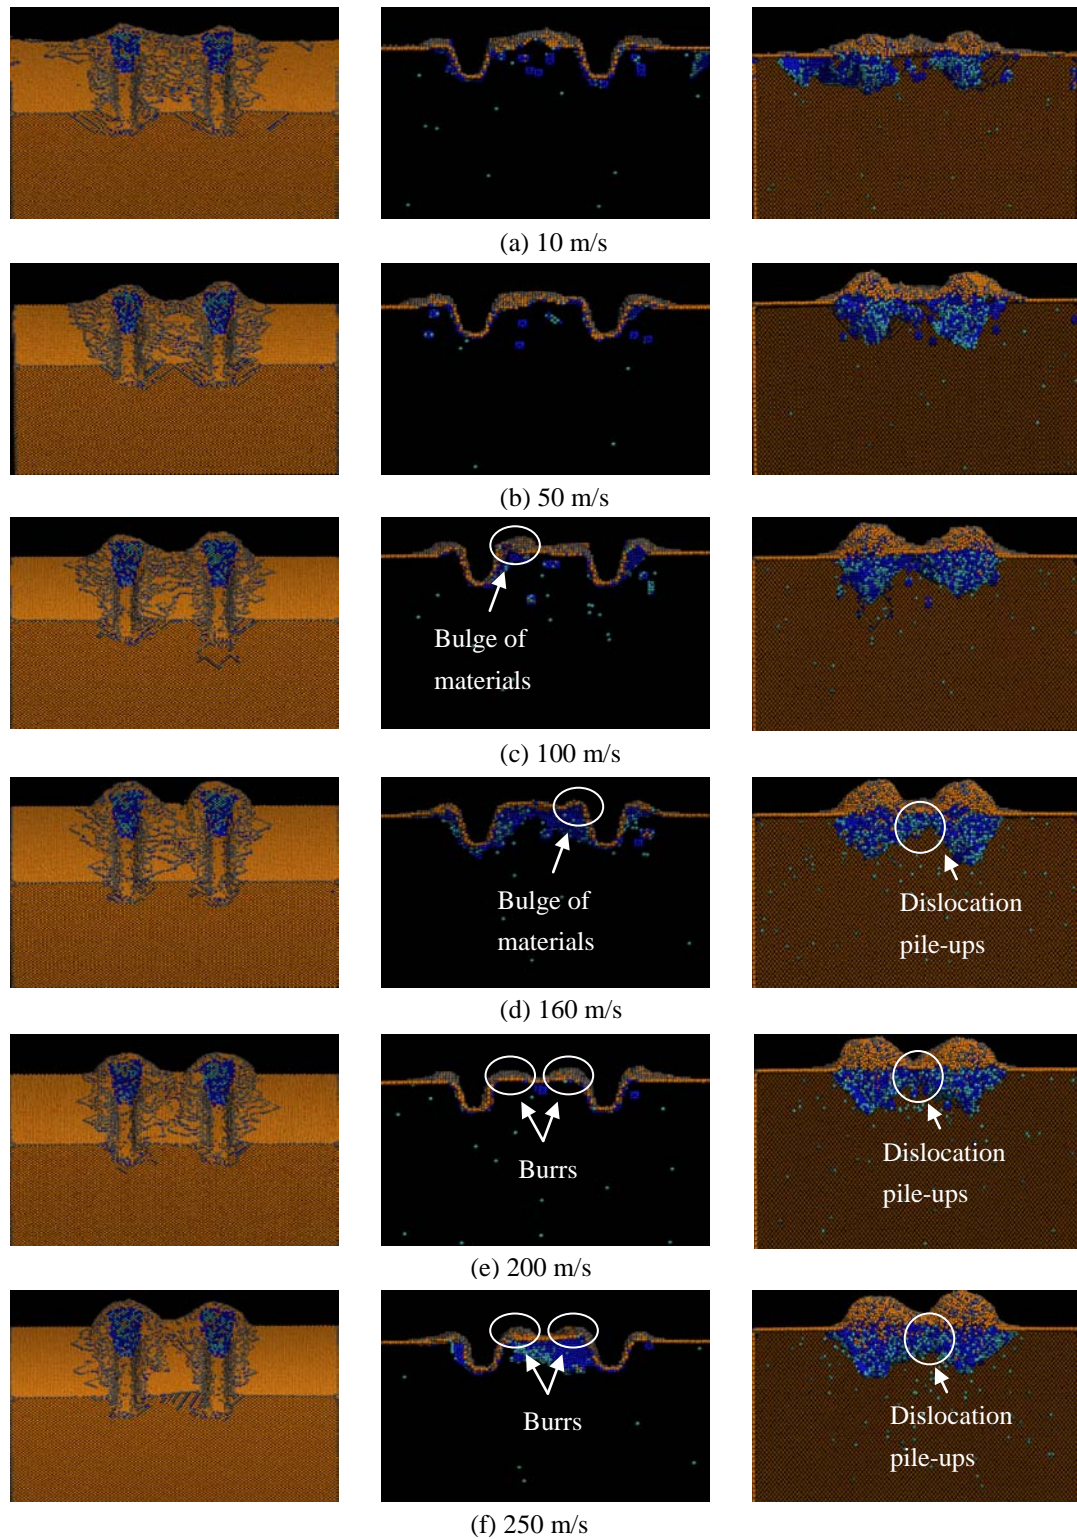 (a) 10 m/s
(b) 50 m/s
Bulge of
materials
(c) 100 m/s
Bulge of
materials
Dislocation
pile-ups
(d) 160 m/s
Burrs
Dislocation
pile-ups
(e) 200 m/s
Burrs
Dislocation
pile-ups
(f) 250 m/s